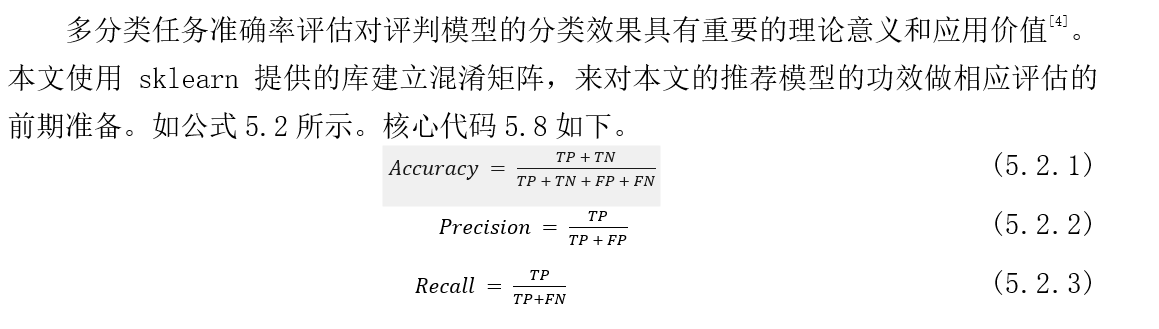 多分类任务准确率评估对评判模型的分类效果具有重要的理论意义和应用价值[4]。
本文使用 sklearn 提供的库建立混淆矩阵，来对本文的推荐模型的功效做相应评估的
前期准备。如公式 5.2 所示。核心代码 5.8 如下。
Accuracy = \frac{TP + TN}{TP + TN + FP + FN} (5.2.1)
Precision = \frac{TP}{TP + FP} (5.2.2)
Recall = \frac{TP}{TP+FN} (5.2.3)